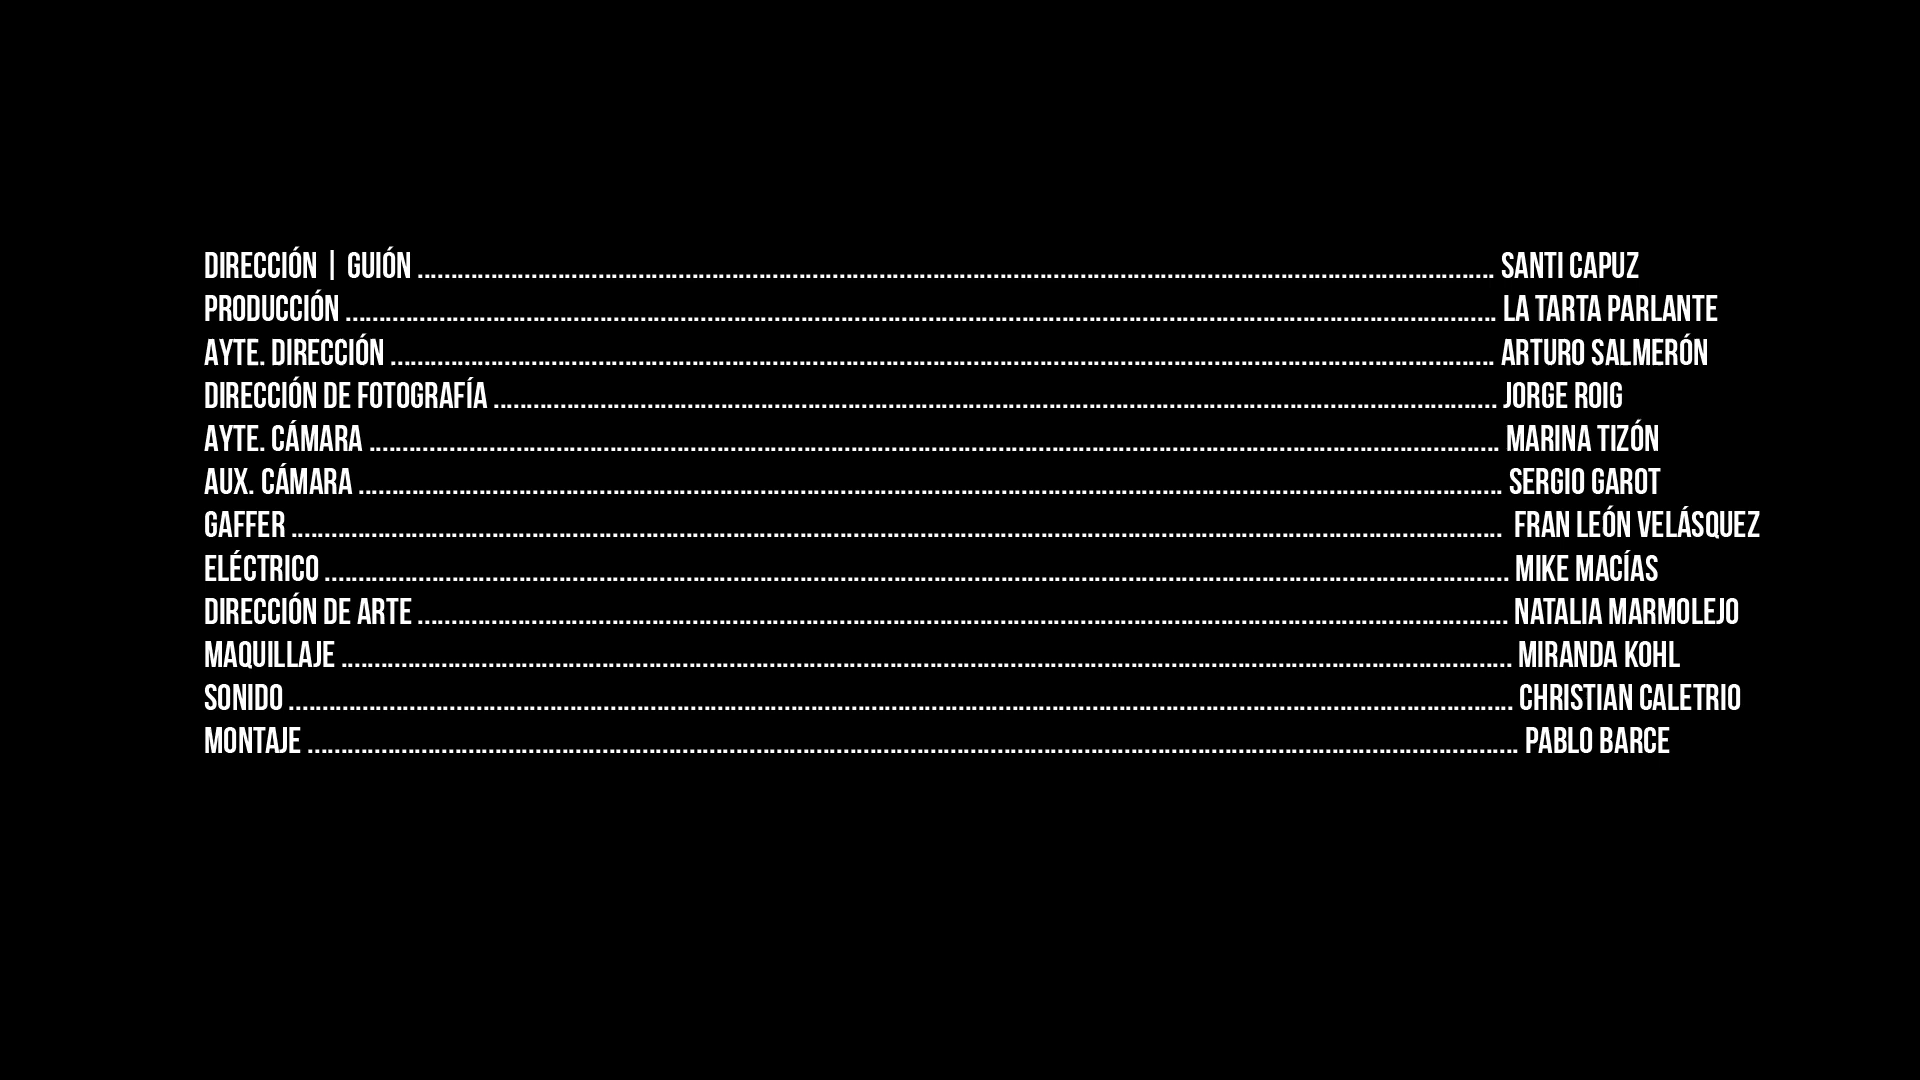 DIRECCIÓN | GUIÓN ........................ SANTI CAPUZ
PRODUCCIÓN ........................ LA TARTA PARLANTE
AYTE. DIRECCIÓN ........................ ARTURO SALMERÓN
DIRECCIÓN DE FOTOGRAFÍA ........................ JORGE ROIG
AYTE. CÁMARA ........................ MARINA TIZÓN
AUX. CÁMARA ........................ SERGIO GAROT
GAFFER ........................ FRAN LEÓN VELÁSQUEZ
ELÉCTRICO ........................ MIKE MACÍAS
DIRECCIÓN DE ARTE ........................ NATALIA MARMOLEJO
MAQUILLAJE ........................ MIRANDA KOHL
SONIDO ........................ CHRISTIAN CALETRIO
MONTAJE ........................ PABLO BARCE